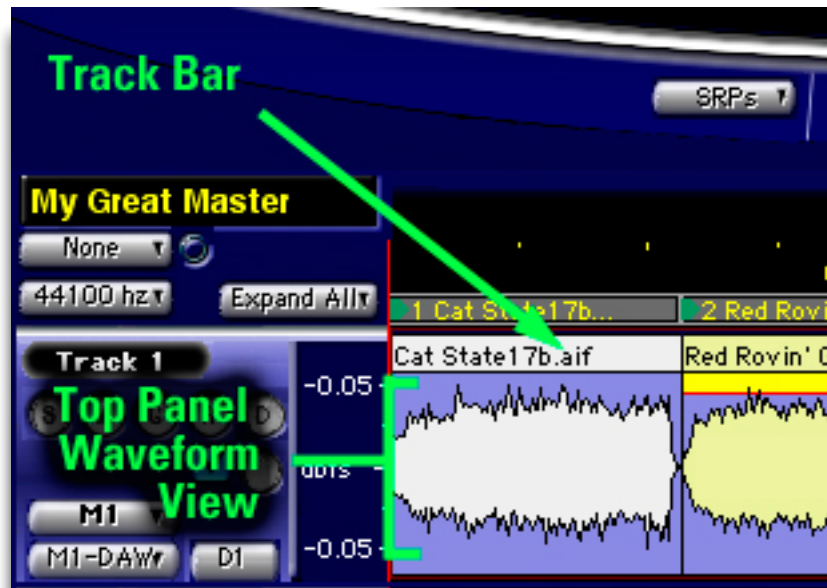 Track Bar
SRPs
My Great Master
None
44100 hz
Expand All
1 Cat State17b...
2 Red Rovi
Track 1
Cat State17b.aif
Red Rovin'
-0.05
S
D
Top Panel
Waveform
View
dbfs
M1
M1-DAW
D1
-0.05